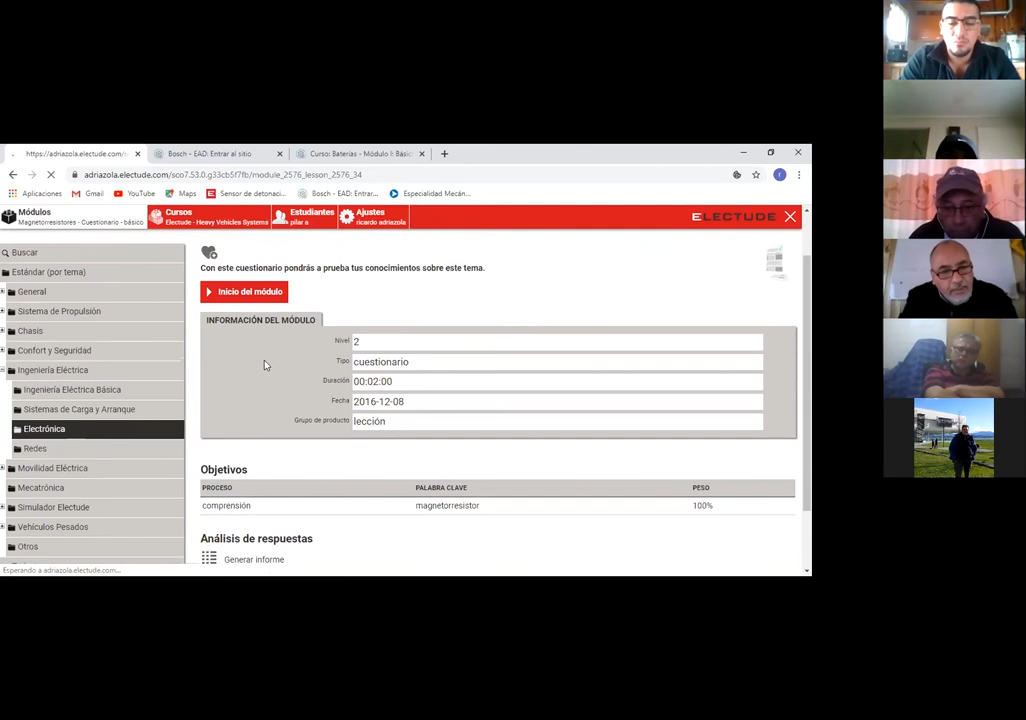 https://adriazola.electude.com/n
Bosch - EAD: Entrar al sitio
Curso: Baterías - Módulo I: Bási
adriazola.electude.com/sco7.53.0.g33cb5f7fb/module_2576_lesson_2576_34
Aplicaciones
Gmail
YouTube
Maps
Sensor de detonaci...
Bosch - EAD: Entrar...
Especialidad Mecán...
Módulos
Magnetorresistores - Cuestionario - básico
Cursos
Electude - Heavy Vehicles Systems
Estudiantes
pilar a
Ajustes
ricardo adriazola
ELECTUDE
Buscar
Estándar (por tema)
General
Sistema de Propulsión
Chasis
Confort y Seguridad
Ingeniería Eléctrica
Ingeniería Eléctrica Básica
Sistemas de Carga y Arranque
Electrónica
Redes
Movilidad Eléctrica
Mecatrónica
Simulador Electude
Vehículos Pesados
Otros
Esperando a adriazola.electude.com...
Con este cuestionario pondrás a prueba tus conocimientos sobre este tema.
Inicio del módulo
INFORMACIÓN DEL MÓDULO
Nivel 2
Tipo cuestionario
Duración 00:02:00
Fecha 2016-12-08
Grupo de producto lección
Objetivos
PROCESO PALABRA CLAVE PESO
comprensión magnetorresistor 100%
Análisis de respuestas
Generar informe